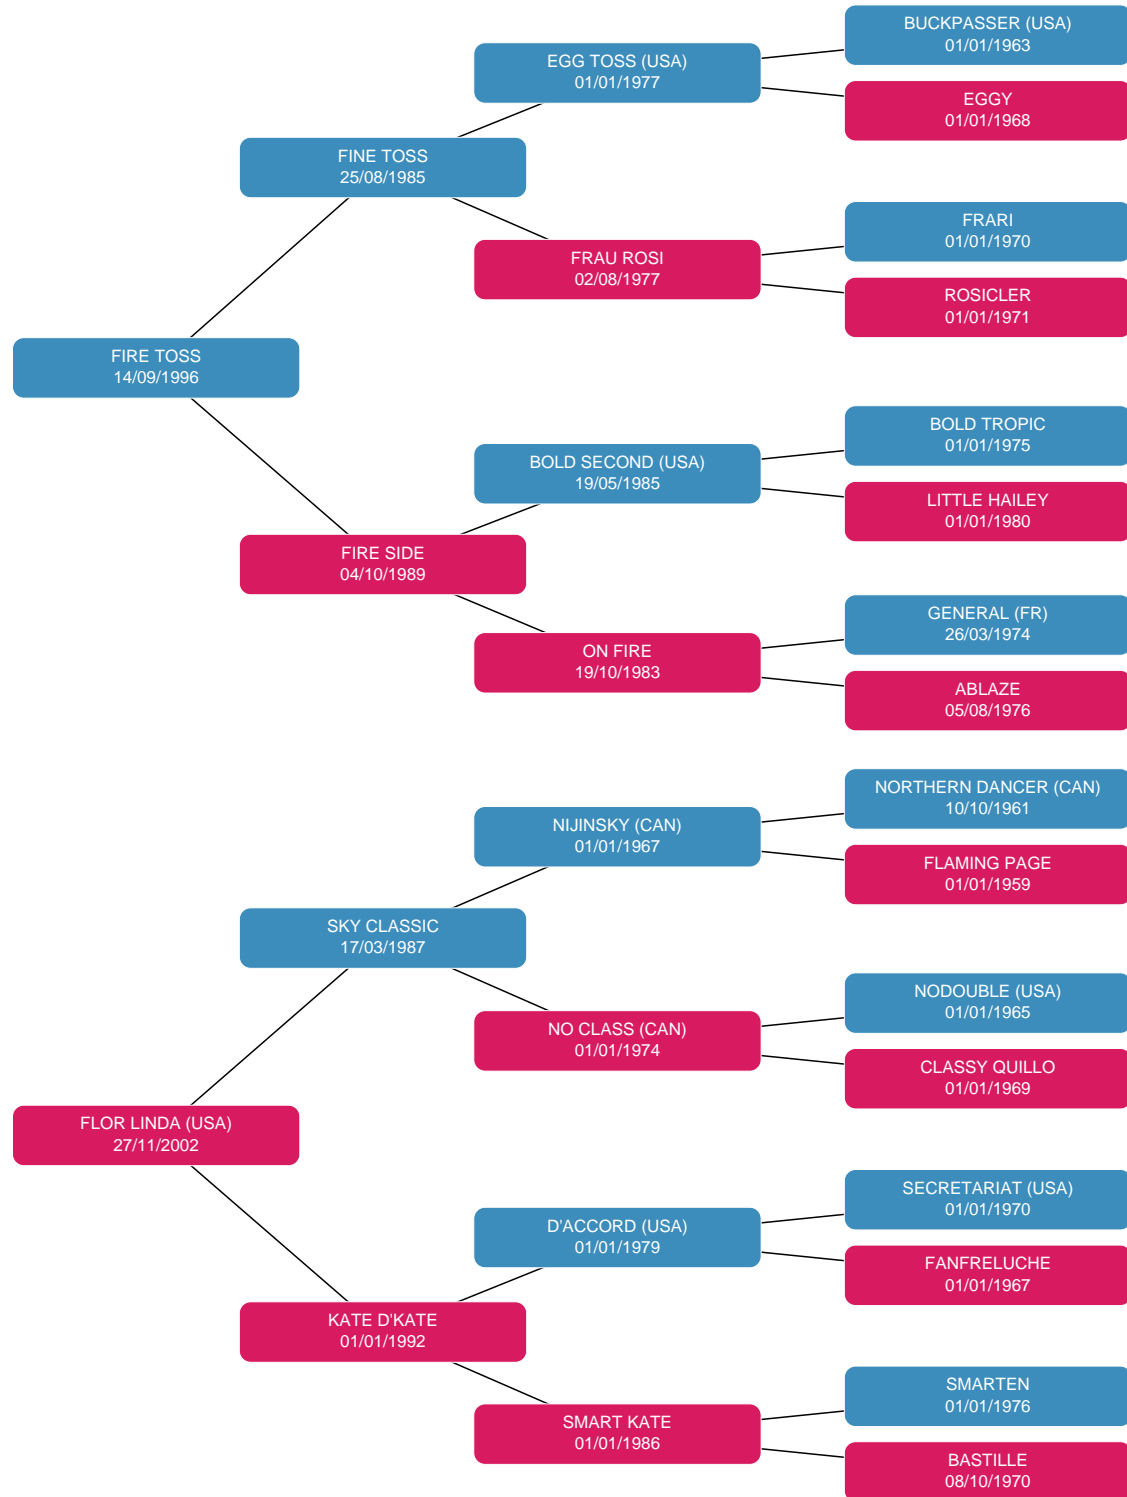 BUCKPASSER (USA)
01/01/1963
EGG TOSS (USA)
01/01/1977
EGGY
01/01/1968
FINE TOSS
25/08/1985
FRARI
01/01/1970
FRAU ROSI
02/08/1977
ROSICLER
01/01/1971
FIRE TOSS
14/09/1996
BOLD TROPIC
01/01/1975
BOLD SECOND (USA)
19/05/1985
LITTLE HAILEY
01/01/1980
FIRE SIDE
04/10/1989
GENERAL (FR)
26/03/1974
ON FIRE
19/10/1983
ABLAZE
05/08/1976
NORTHERN DANCER (CAN)
10/10/1961
NIJINSKY (CAN)
01/01/1967
FLAMING PAGE
01/01/1959
SKY CLASSIC
17/03/1987
NODOUBLE (USA)
01/01/1965
NO CLASS (CAN)
01/01/1974
CLASSY QUILLO
01/01/1969
FLOR LINDA (USA)
27/11/2002
SECRETARIAT (USA)
01/01/1970
D'ACCORD (USA)
01/01/1979
FANFRELUCHE
01/01/1967
KATE D'KATE
01/01/1992
SMARTEN
01/01/1976
SMART KATE
01/01/1986
BASTILLE
08/10/1970